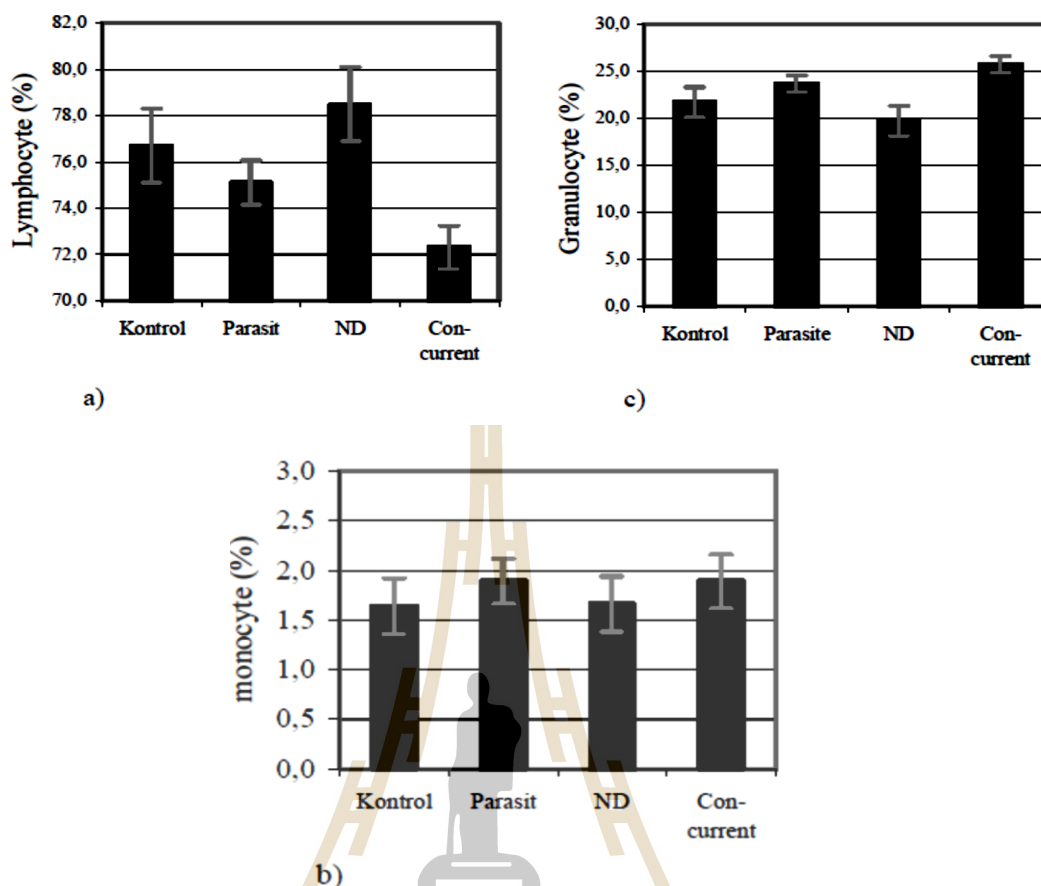 82,0
80,0
78,0
76,0
74,0
72,0
70,0
Lymphocyte (%)
Kontrol Parasit ND Con-
current
a)
30,0
25,0
20,0
15,0
10,0
5,0
0,0
Granulocyte (%)
Kontrol Parasite ND Con-
current
c)
3,0
2,5
2,0
1,5
1,0
0,5
0,0
monocyte (%)
Kontrol Parasit ND Con-
current
b)